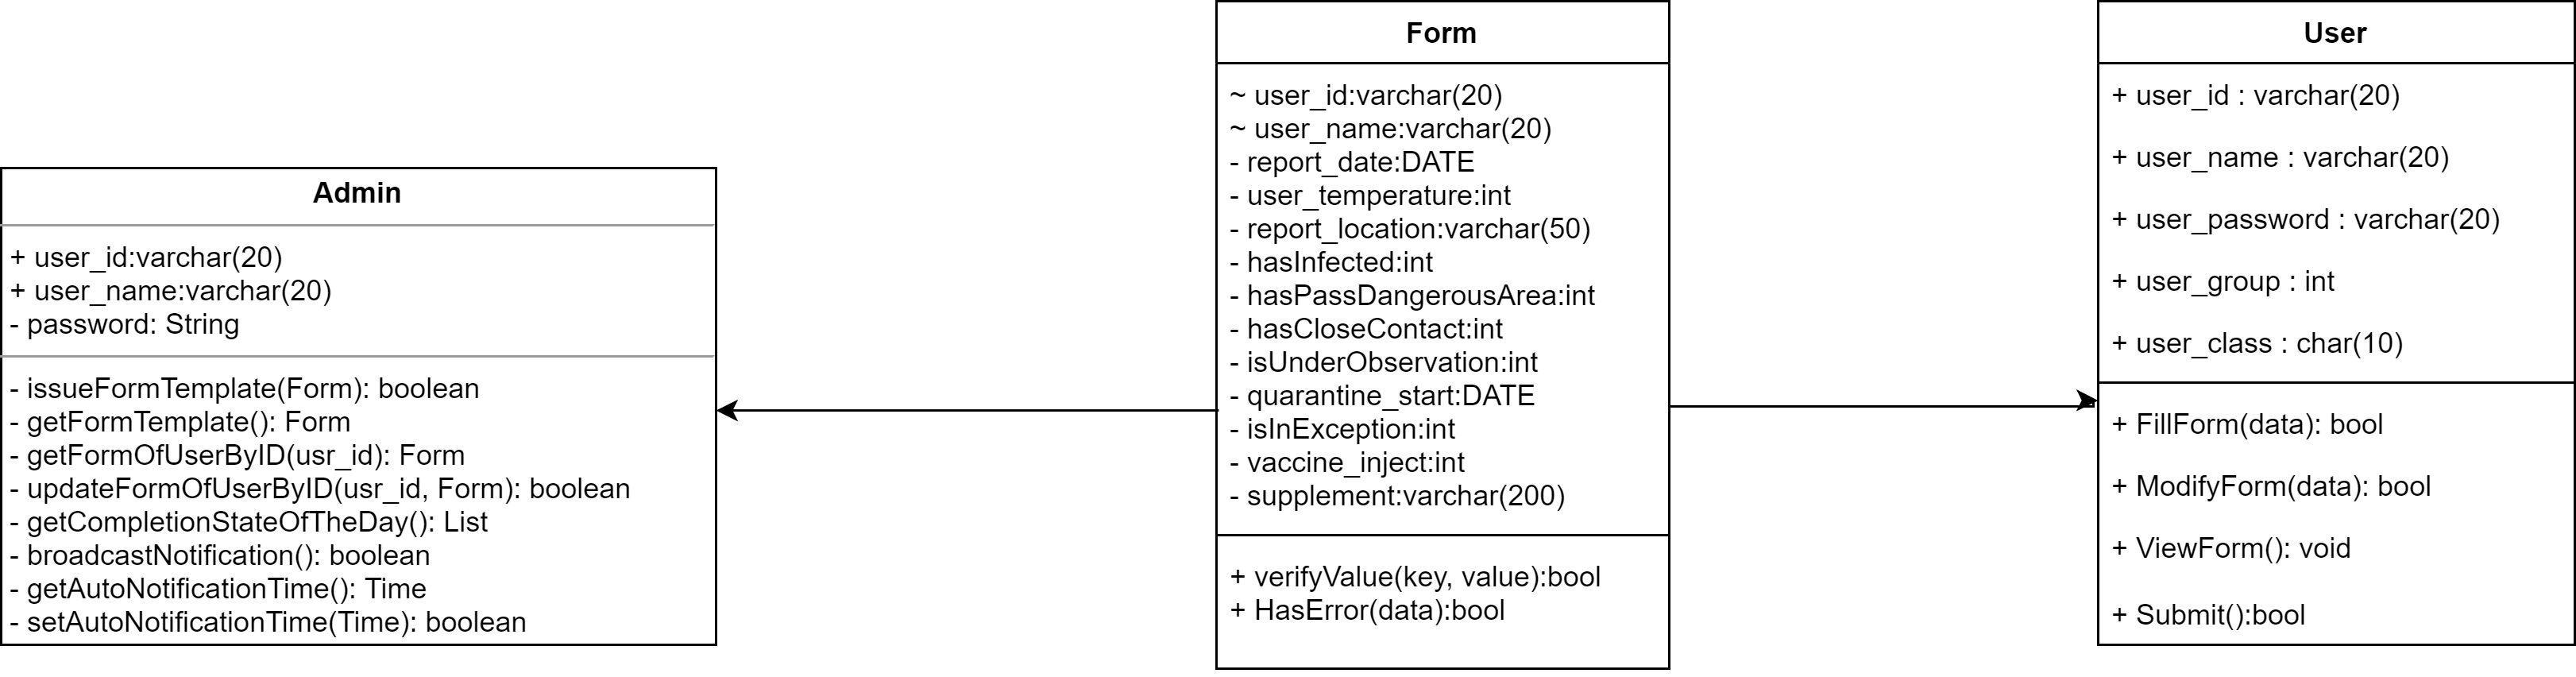 Admin
+ user_id:varchar(20)
+ user_name:varchar(20)
- password: String
- issueFormTemplate(Form): boolean
- getFormTemplate(): Form
- getFormOfUserByID(usr_id): Form
- updateFormOfUserByID(usr_id, Form): boolean
- getCompletionStateOfTheDay(): List
- broadcastNotification(): boolean
- getAutoNotificationTime(): Time
- setAutoNotificationTime(Time): boolean
Form
~ user_id:varchar(20)
~ user_name:varchar(20)
- report_date:DATE
- user_temperature:int
- report_location:varchar(50)
- hasInfected:int
- hasPassDangerousArea:int
- hasCloseContact:int
- isUnderObservation:int
- quarantine_start:DATE
- isInException:int
- vaccine_inject:int
- supplement:varchar(200)
+ verifyValue(key, value):bool
+ HasError(data):bool
User
+ user_id : varchar(20)
+ user_name : varchar(20)
+ user_password : varchar(20)
+ user_group : int
+ user_class : char(10)
+ FillForm(data): bool
+ ModifyForm(data): bool
+ ViewForm(): void
+ Submit():bool